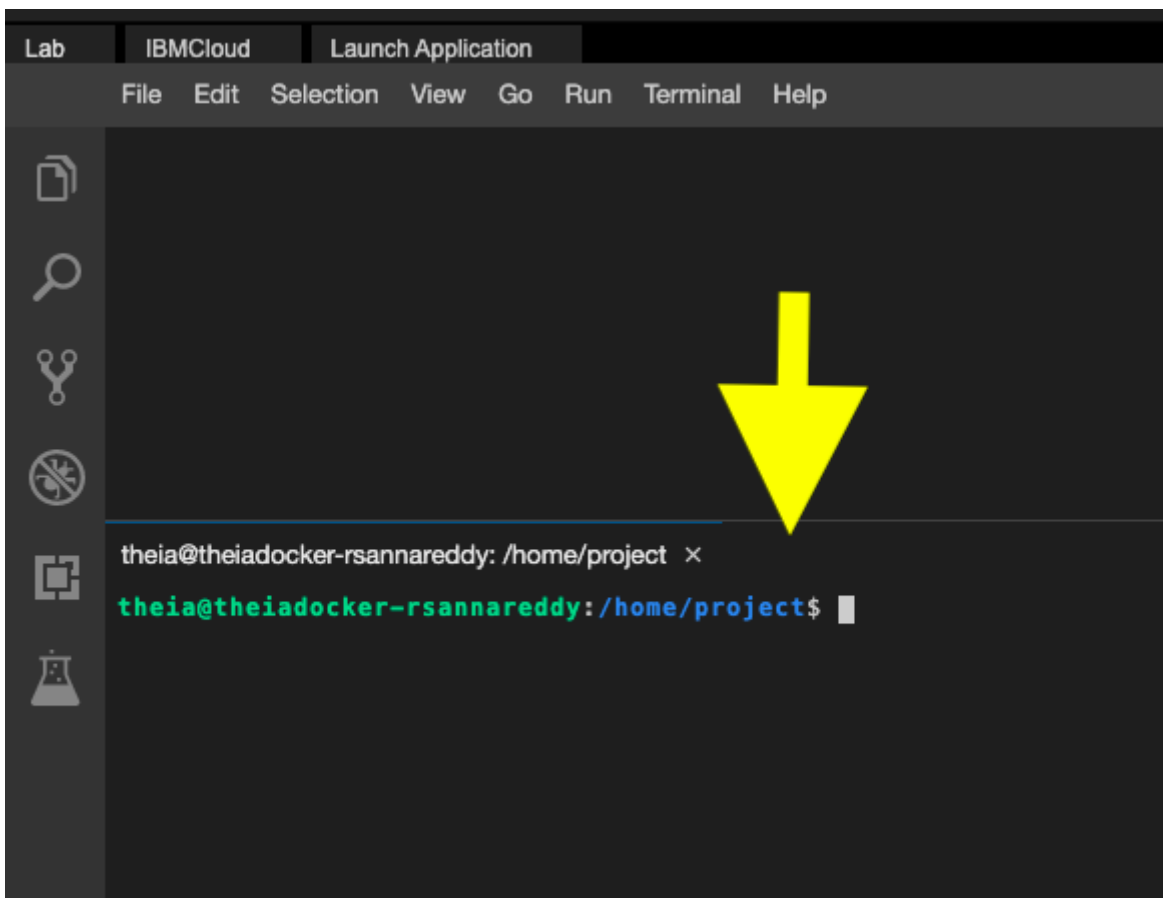 Lab IBMCloud Launch Application
File Edit Selection View Go Run Terminal Help
theia@theiadocker-rsannareddy: /home/project ×
theia@theiadocker-rsannareddy:/home/project$